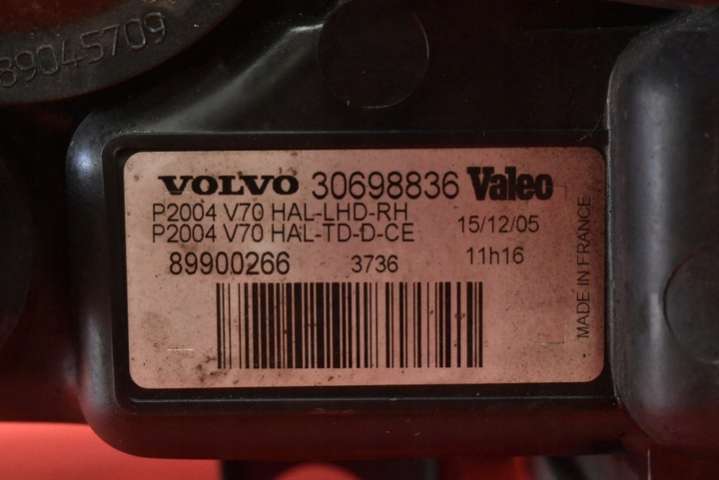 89045709
VOLVO 30698836 Valeo
P2004 V70 HAL-LHD-RH
P2004 V70 HAL-TD-D-CE
15/12/05
89900266 3736 11h16
MADE IN FRANCE